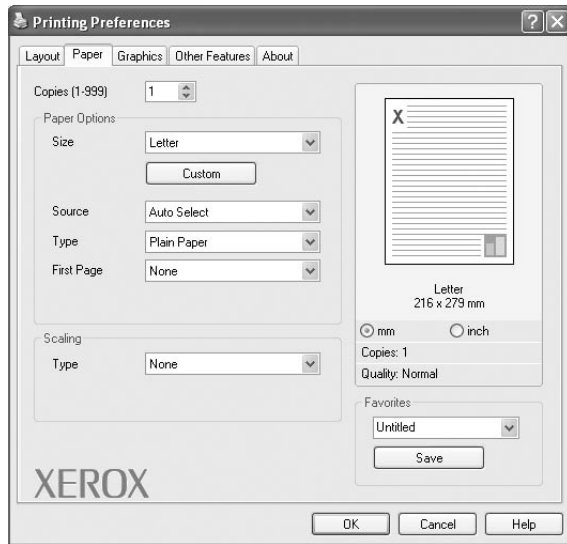 Printing Preferences
Layout Paper Graphics Other Features About
Copies (1-999) 1
Paper Options
Size Letter
Custom
Source Auto Select
Type Plain Paper
First Page None
Scaling
Type None
XEROX
X
Letter
216 x 279 mm
mm inch
Copies: 1
Quality: Normal
Favorites
Untitled
Save
OK Cancel Help